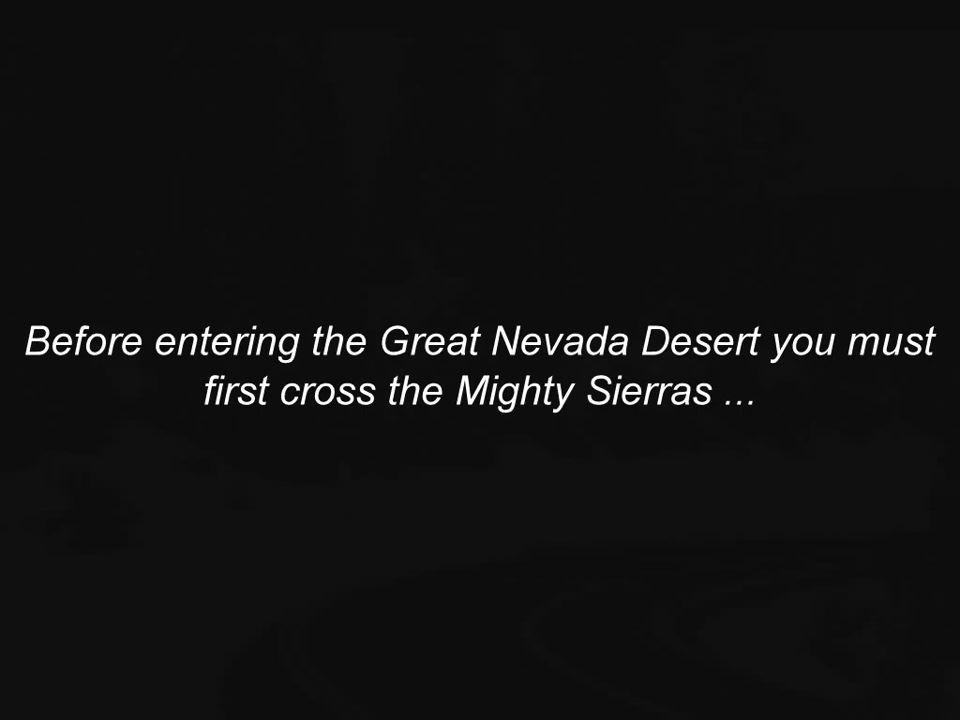 Before entering the Great Nevada Desert you must
first cross the Mighty Sierras ...